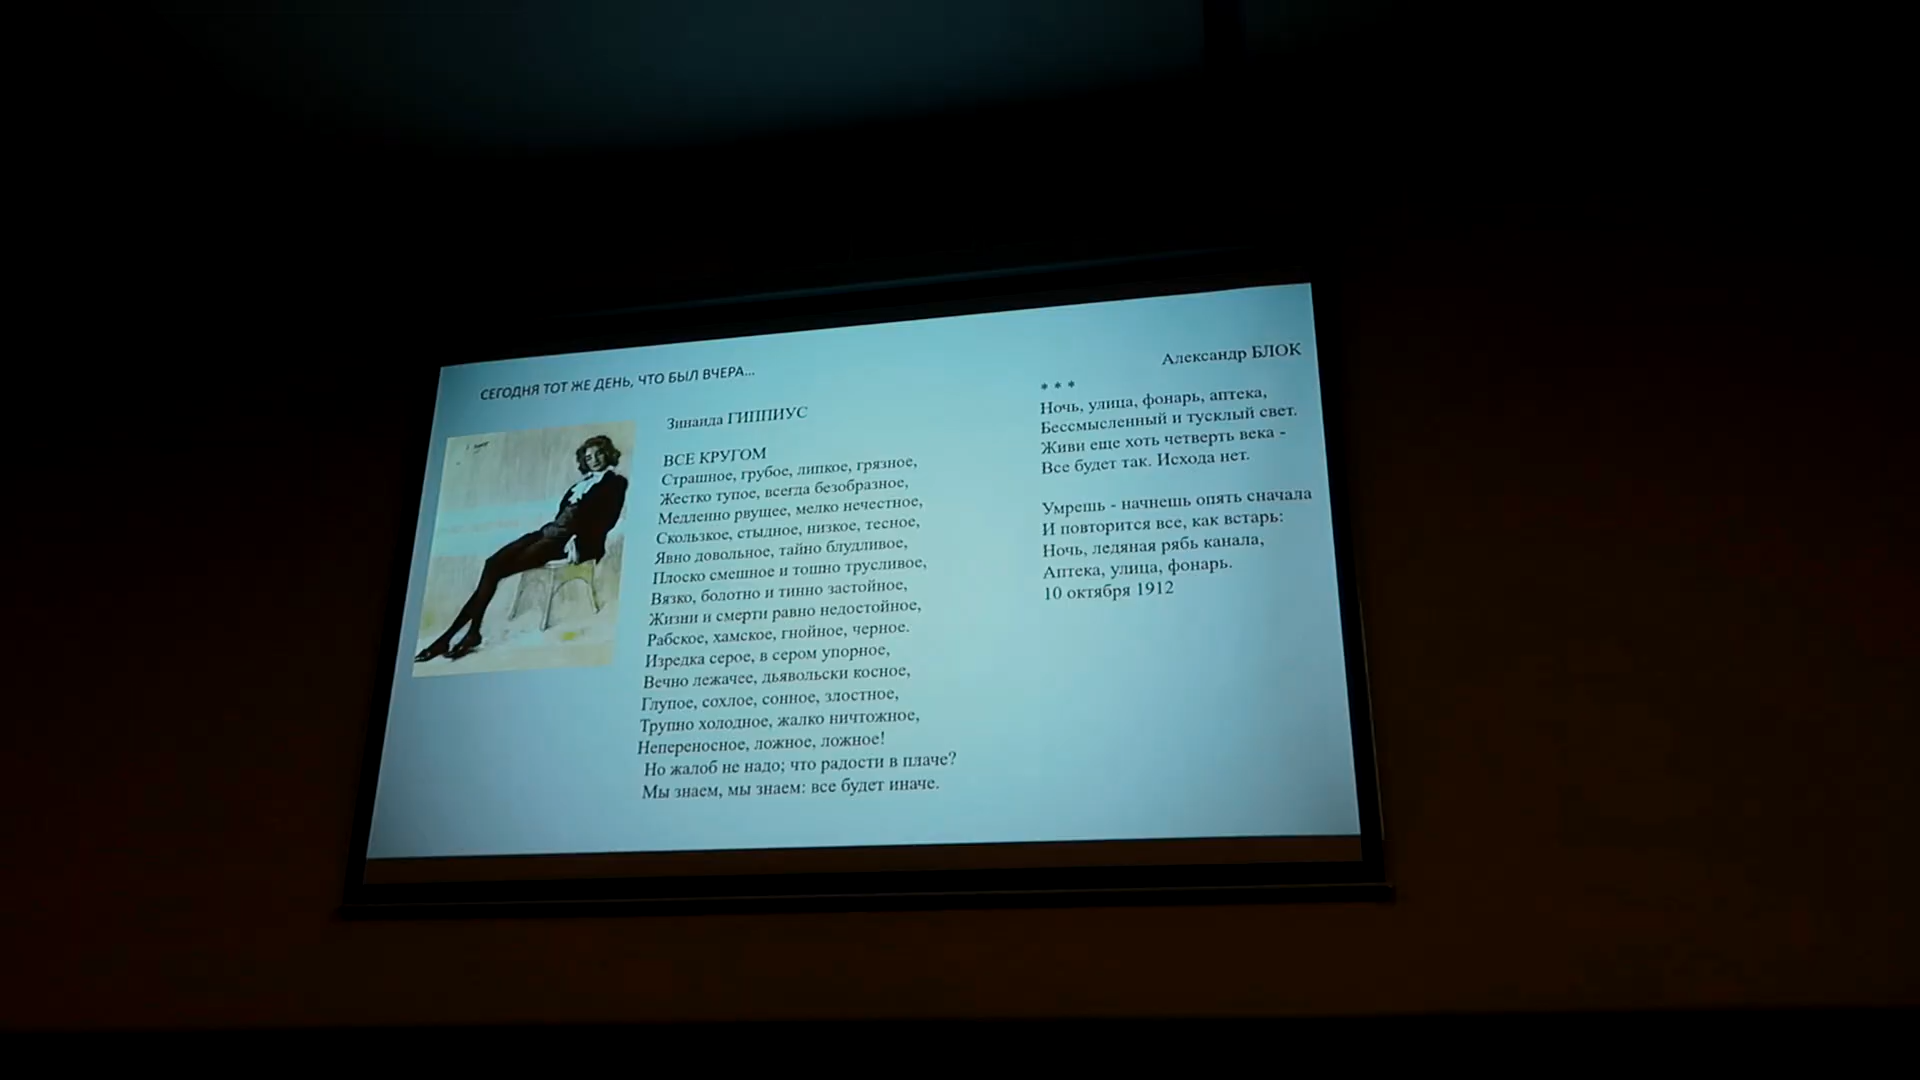 СЕГОДНЯ ТОТ ЖЕ ДЕНЬ, ЧТО БЫЛ ВЧЕРА...
Зинаида ГИППИУС
ВСЕ КРУГОМ
Страшное, грубое, липкое, грязное,
Жестко тупое, всегда безобразное,
Медленно рвущее, мелко нечестное,
Скользкое, стыдное, низкое, тесное,
Явно довольное, тайно блудливое,
Плоско смешное и тошно трусливое,
Вязко, болотно и тинно застойное,
Жизни и смерти равно недостойное,
Рабское, хамское, гнойное, черное.
Изредка серое, в сером упорное,
Вечно лежачее, дьявольски косное,
Глупое, сохлое, сонное, злостное,
Трупно холодное, жалко ничтожное,
Непереносное, ложное, ложное!
Но жалоб не надо; что радости в плаче?
Мы знаем, мы знаем: все будет иначе.
Александр БЛОК
* * *
Ночь, улица, фонарь, аптека,
Бессмысленный и тусклый свет.
Живи еще хоть четверть века -
Все будет так. Исхода нет.
Умрешь - начнешь опять сначала
И повторится все, как встарь:
Ночь, ледяная рябь канала,
Аптека, улица, фонарь.
10 октября 1912